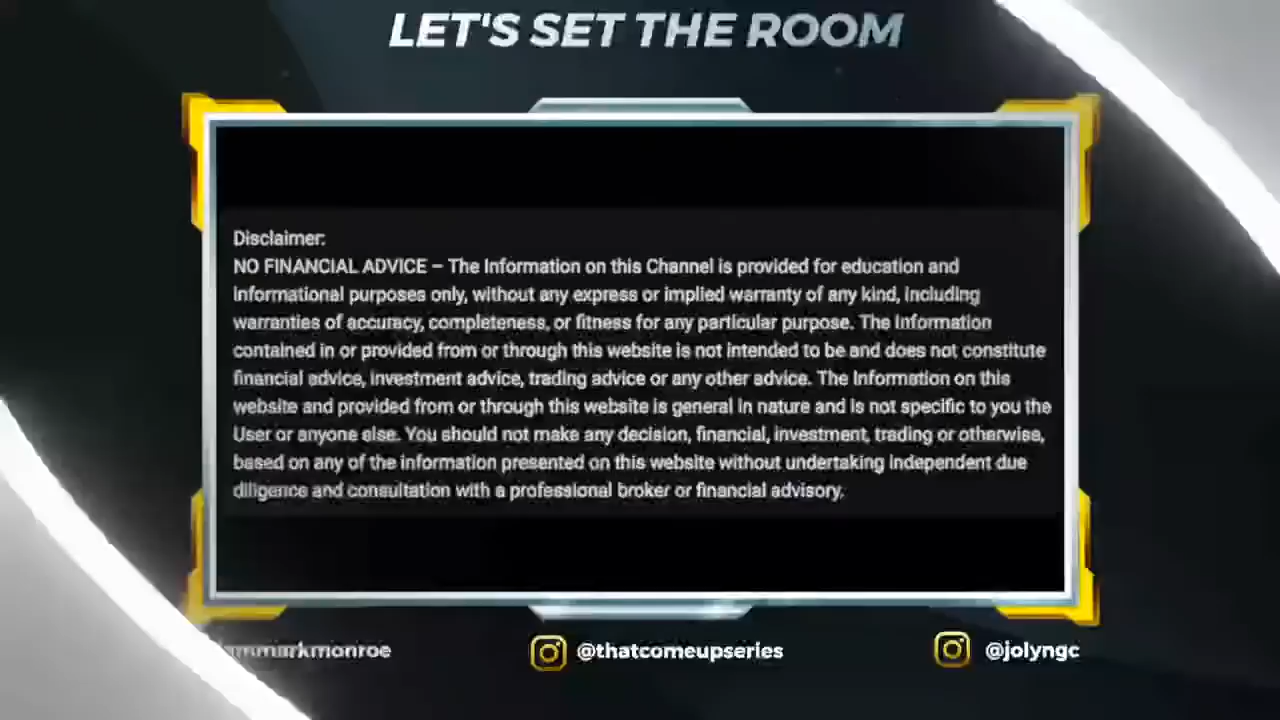 LET'S SET THE ROOM
Disclaimer:
NO FINANCIAL ADVICE – The Information on this Channel is provided for education and
informational purposes only, without any express or implied warranty of any kind, including
warranties of accuracy, completeness, or fitness for any particular purpose. The Information
contained in or provided from or through this website is not intended to be and does not constitute
financial advice, investment advice, trading advice or any other advice. The Information on this
website and provided from or through this website is general in nature and is not specific to you the
User or anyone else. You should not make any decision, financial, investment, trading or otherwise,
based on any of the information presented on this website without undertaking independent due
diligence and consultation with a professional broker or financial advisory.
@thatcomeupseries
@jolyngc